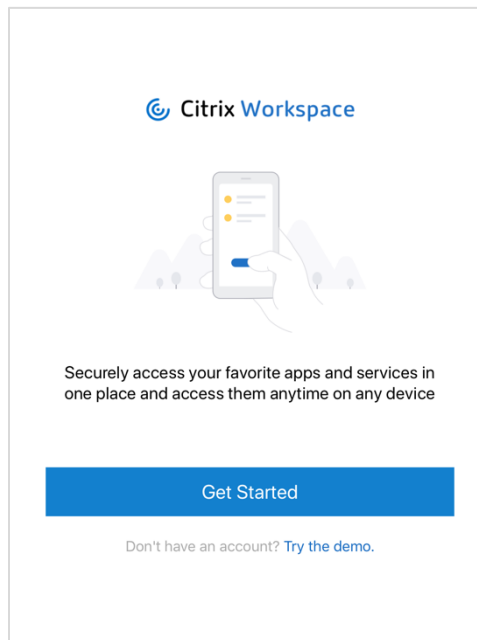 Citrix Workspace
Securely access your favorite apps and services in
one place and access them anytime on any device
Get Started
Don't have an account? Try the demo.